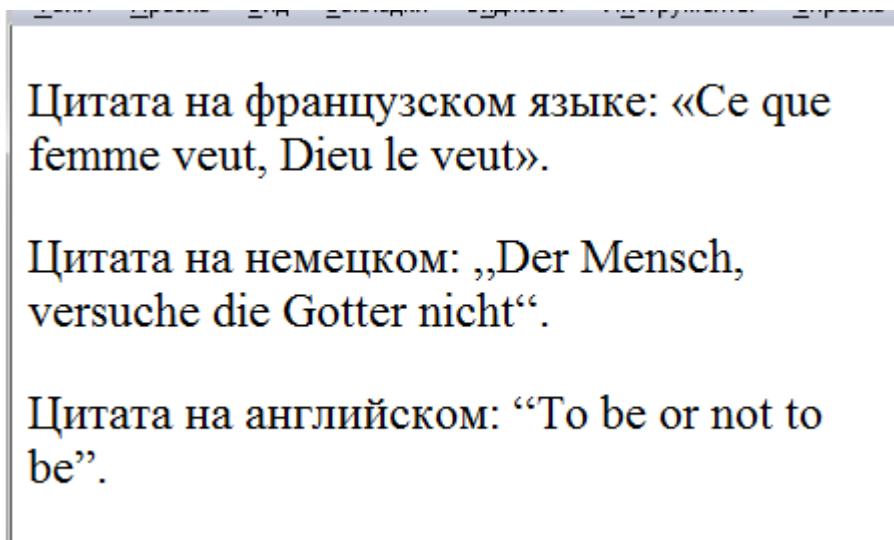 Цитата на французском языке: «Ce que
femme veut, Dieu le veut».
Цитата на немецком: „Der Mensch,
versuche die Gotter nicht“.
Цитата на английском: “To be or not to
be”.